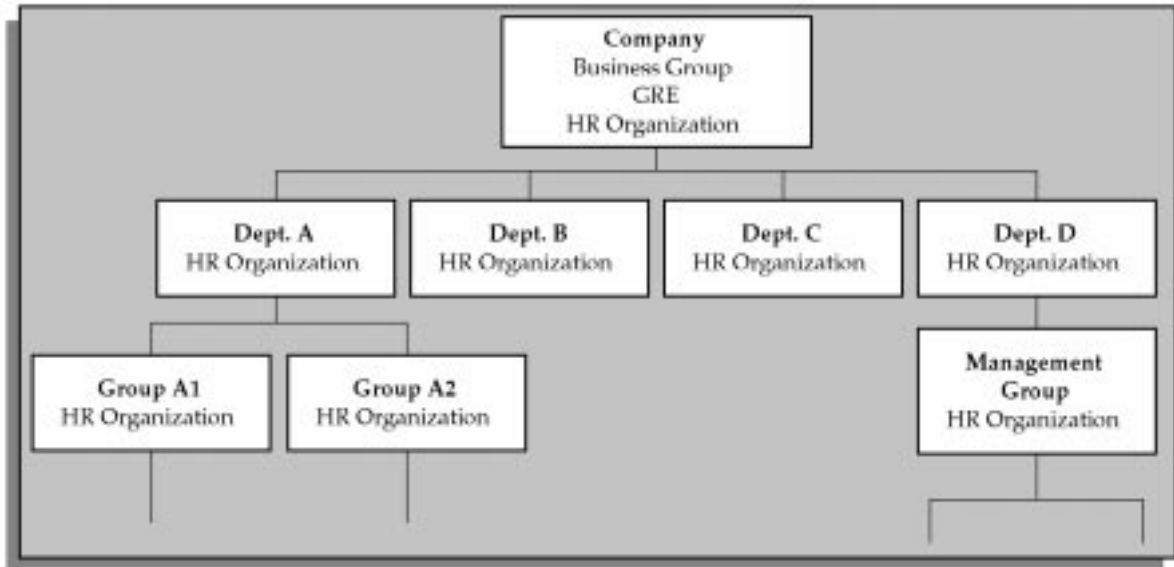 Company
Business Group
GRE
HR Organization
Dept. A
HR Organization
Dept. B
HR Organization
Dept. C
HR Organization
Dept. D
HR Organization
Group A1
HR Organization
Group A2
HR Organization
Management
Group
HR Organization